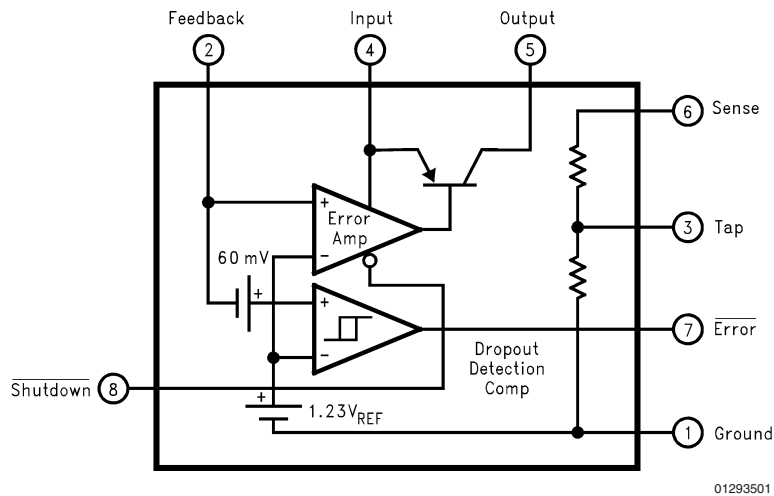 Feedback
Input
Output
2
4
5
6
Sense
+
Error
Amp
−
3
Tap
60 mV
+
+
7
Error
−
Dropout
Detection
Comp
Shutdown
8
+
1.23VREF
1
Ground
01293501